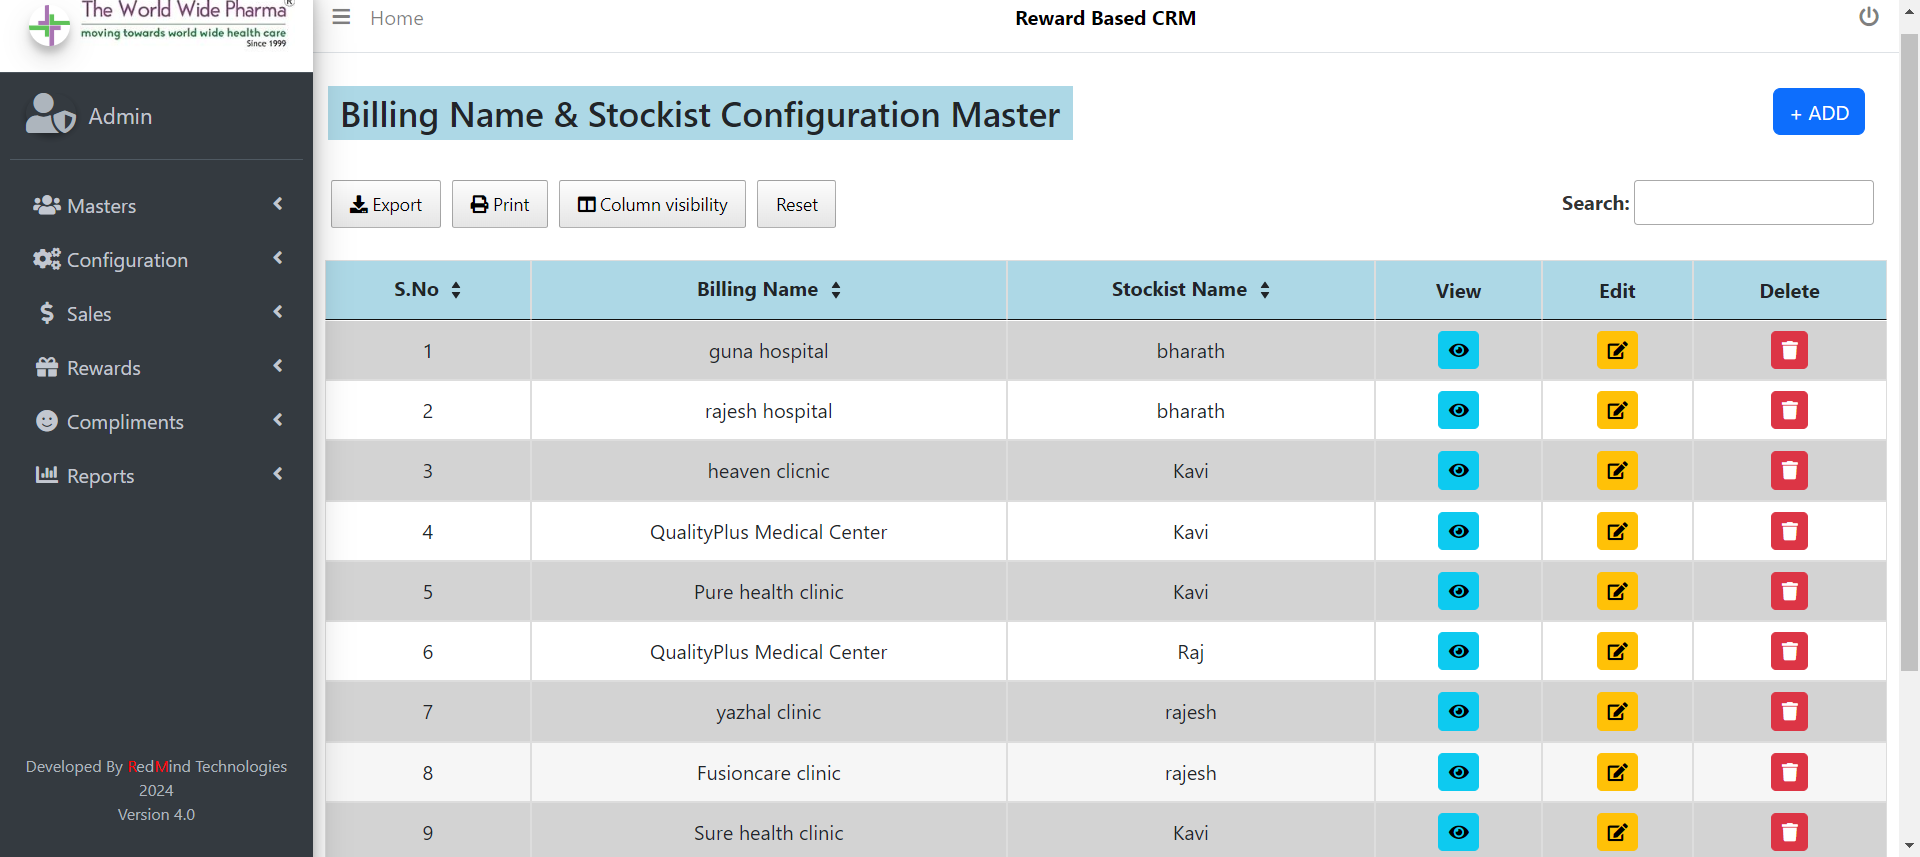 The World Wide Pharma®
moving towards world wide health care
Since 1999
Home
Reward Based CRM
Admin
Masters
Configuration
Sales
Rewards
Compliments
Reports
Developed By RedMind Technologies
2024
Version 4.0
Billing Name & Stockist Configuration Master
+ ADD
Export Print Column visibility Reset
Search:
S.No Billing Name Stockist Name View Edit Delete
1 guna hospital bharath
2 rajesh hospital bharath
3 heaven clicnic Kavi
4 QualityPlus Medical Center Kavi
5 Pure health clinic Kavi
6 QualityPlus Medical Center Raj
7 yazhal clinic rajesh
8 Fusioncare clinic rajesh
9 Sure health clinic Kavi